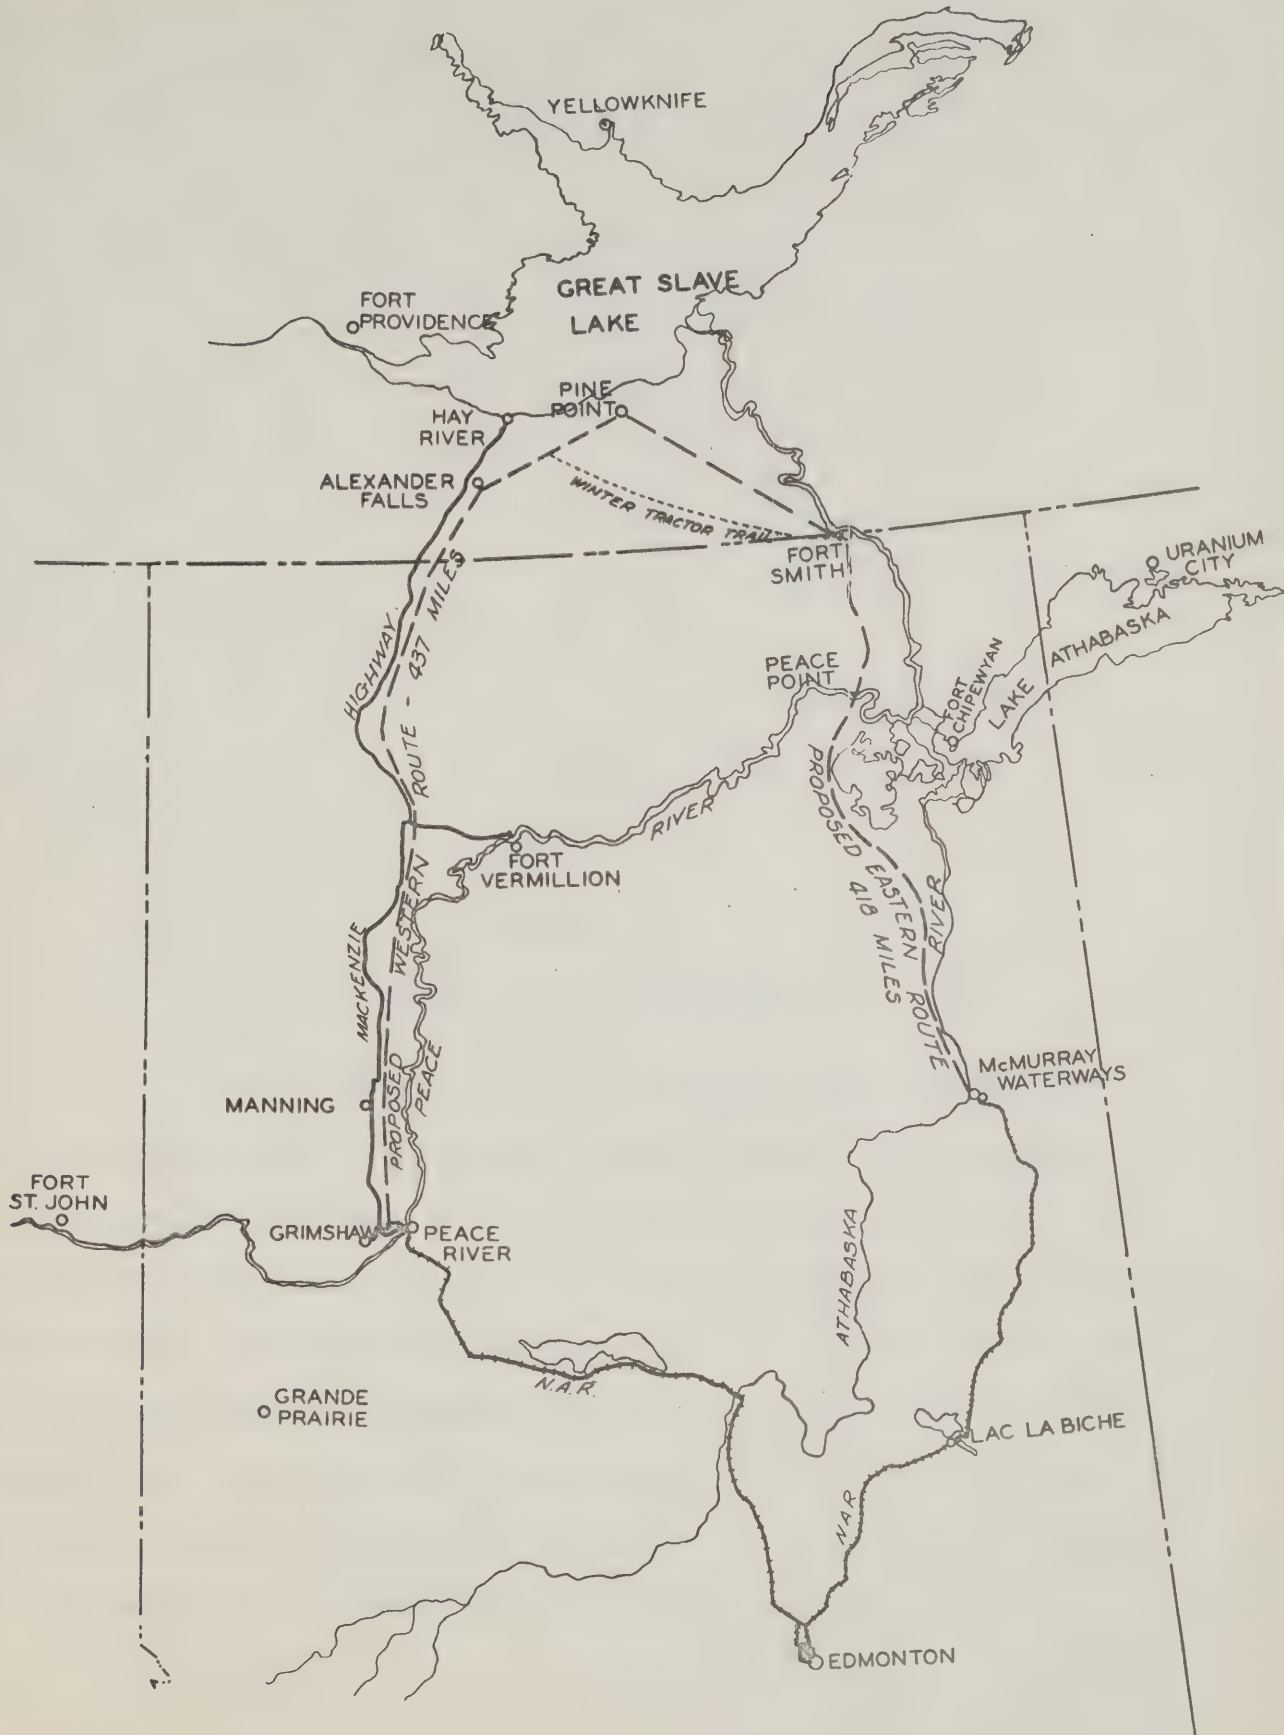 YELLOWKNIFE
GREAT SLAVE
LAKE
FORT
PROVIDENCE
PINE
POINT
HAY
RIVER
ALEXANDER
FALLS
WINTER TRACTOR TRAIL
FORT
SMITH
URANIUM
CITY
LAKE ATHABASKA
FORT
CHIPEWYAN
PEACE
POINT
MACKENZIE HIGHWAY
PROPOSED WESTERN ROUTE - 437 MILES
PEACE RIVER
FORT
VERMILLION
PROPOSED EASTERN ROUTE
418 MILES
ATHABASKA RIVER
McMURRAY
WATERWAYS
MANNING
FORT
ST. JOHN
GRIMSHAW
PEACE
RIVER
N.A.R.
GRANDE
PRAIRIE
LAC LA BICHE
NAR
EDMONTON